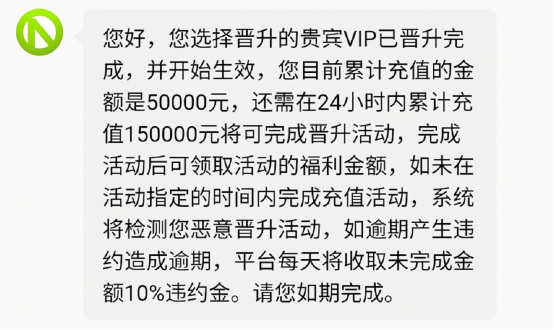 您好，您选择晋升的贵宾VIP已晋升完
成，并开始生效，您目前累计充值的金
额是50000元，还需在24小时内累计充
值150000元将可完成晋升活动，完成
活动后可领取活动的福利金额，如未在
活动指定的时间内完成充值活动，系统
将检测您恶意晋升活动，如逾期产生违
约造成逾期，平台每天将收取未完成金
额10%违约金。请您如期完成。